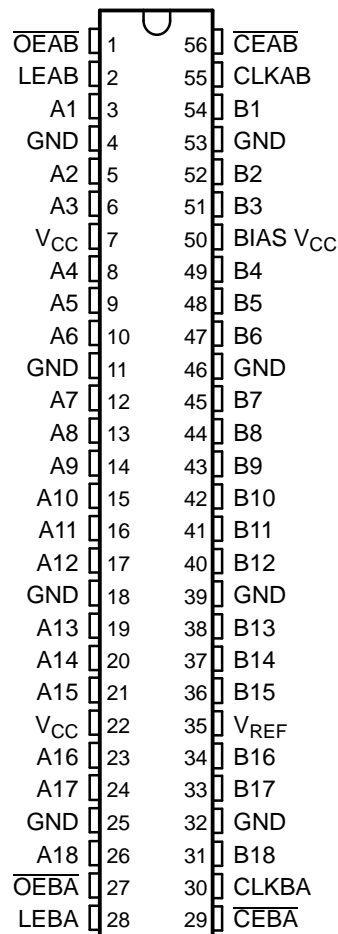 O̅E̅A̅B̅ 1 56 C̅E̅A̅B̅
LEAB 2 55 CLKAB
A1 3 54 B1
GND 4 53 GND
A2 5 52 B2
A3 6 51 B3
VCC 7 50 BIAS VCC
A4 8 49 B4
A5 9 48 B5
A6 10 47 B6
GND 11 46 GND
A7 12 45 B7
A8 13 44 B8
A9 14 43 B9
A10 15 42 B10
A11 16 41 B11
A12 17 40 B12
GND 18 39 GND
A13 19 38 B13
A14 20 37 B14
A15 21 36 B15
VCC 22 35 VREF
A16 23 34 B16
A17 24 33 B17
GND 25 32 GND
A18 26 31 B18
O̅E̅B̅A̅ 27 30 CLKBA
LEBA 28 29 C̅E̅B̅A̅